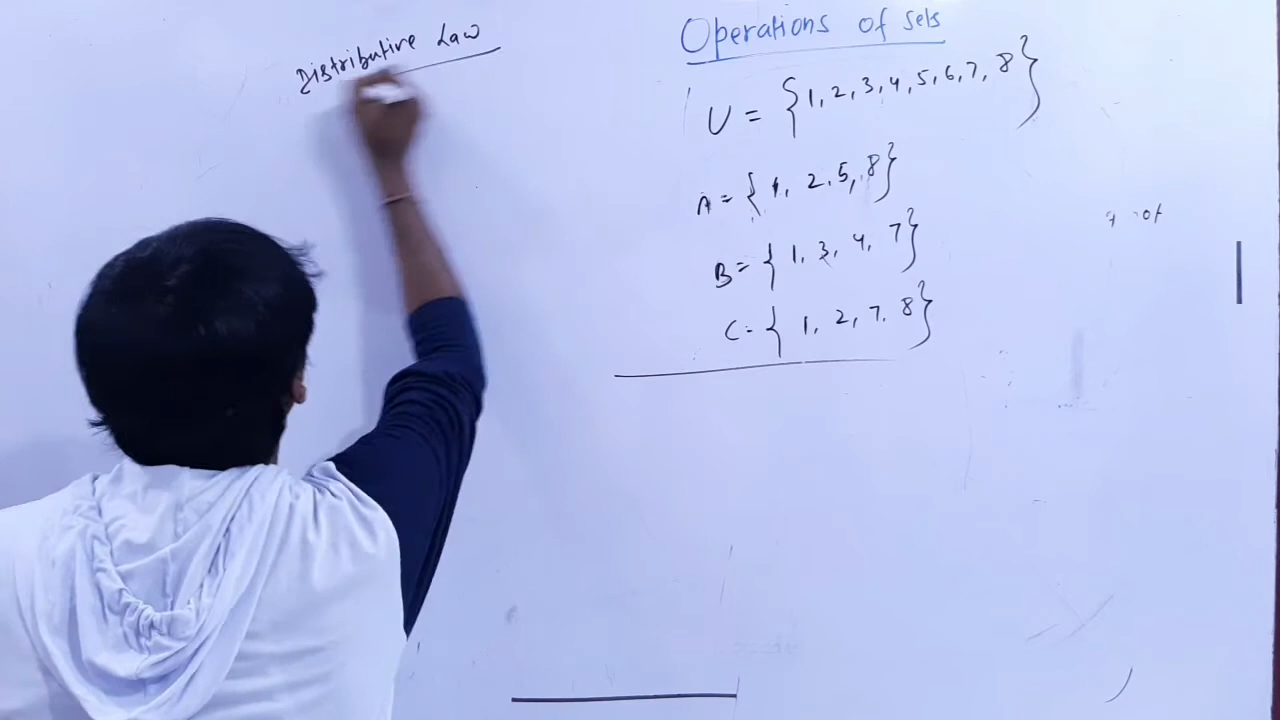 Distributive Law
Operations of sets
U = {1, 2, 3, 4, 5, 6, 7, 8}
A = {1, 2, 5, 8}
B = {1, 3, 4, 7}
C = {1, 2, 7, 8}